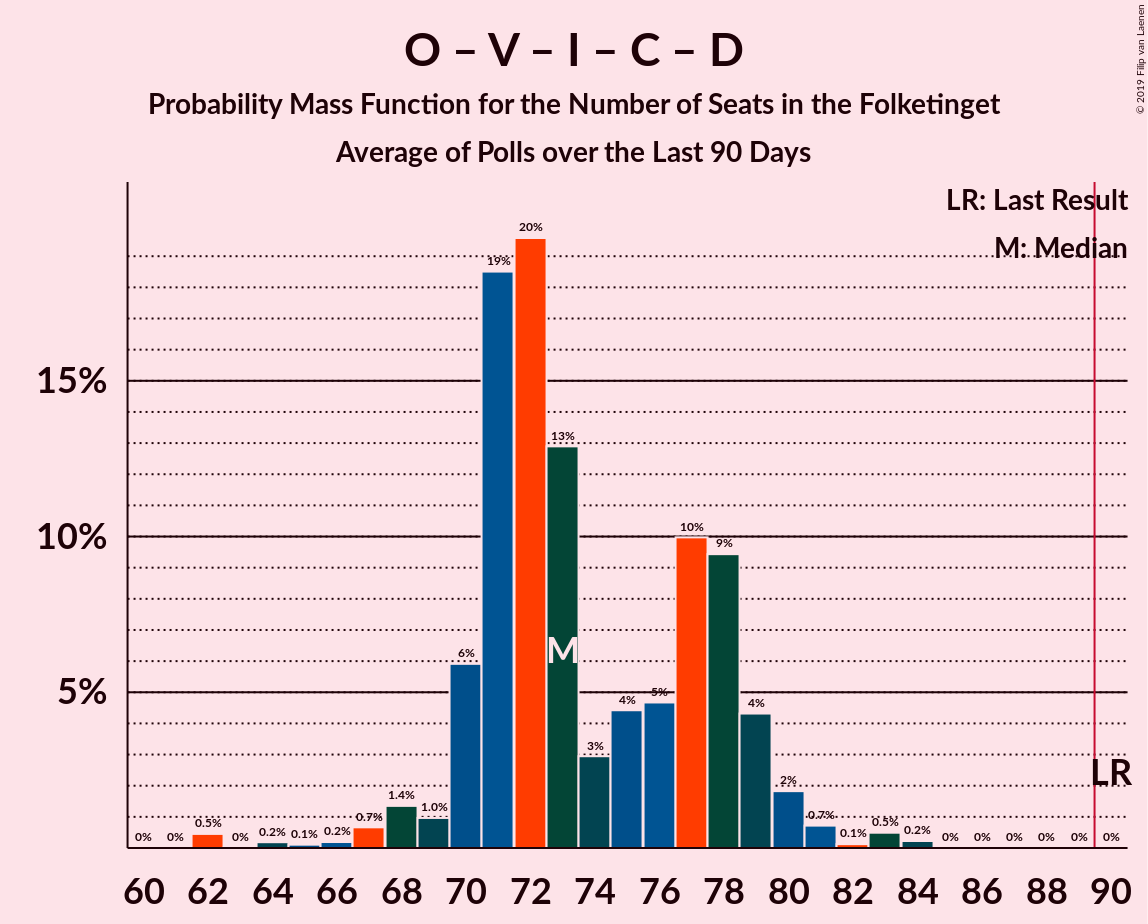 O – V – I – C – D
Probability Mass Function for the Number of Seats in the Folketinget
Average of Polls over the Last 90 Days
© 2019 Filip van Laenen
LR: Last Result
M: Median
20%
19%
15%
13%
10%
10%
9%
6%
M
5%
5%
4%
4%
3%
2%
LR
1.4%
1.0%
0.7%
0.7%
0.5%
0.5%
0% 0% 0% 0.2% 0.1% 0.2% 0.1% 0.2% 0% 0% 0% 0% 0% 0%
60 62 64 66 68 70 72 74 76 78 80 82 84 86 88 90